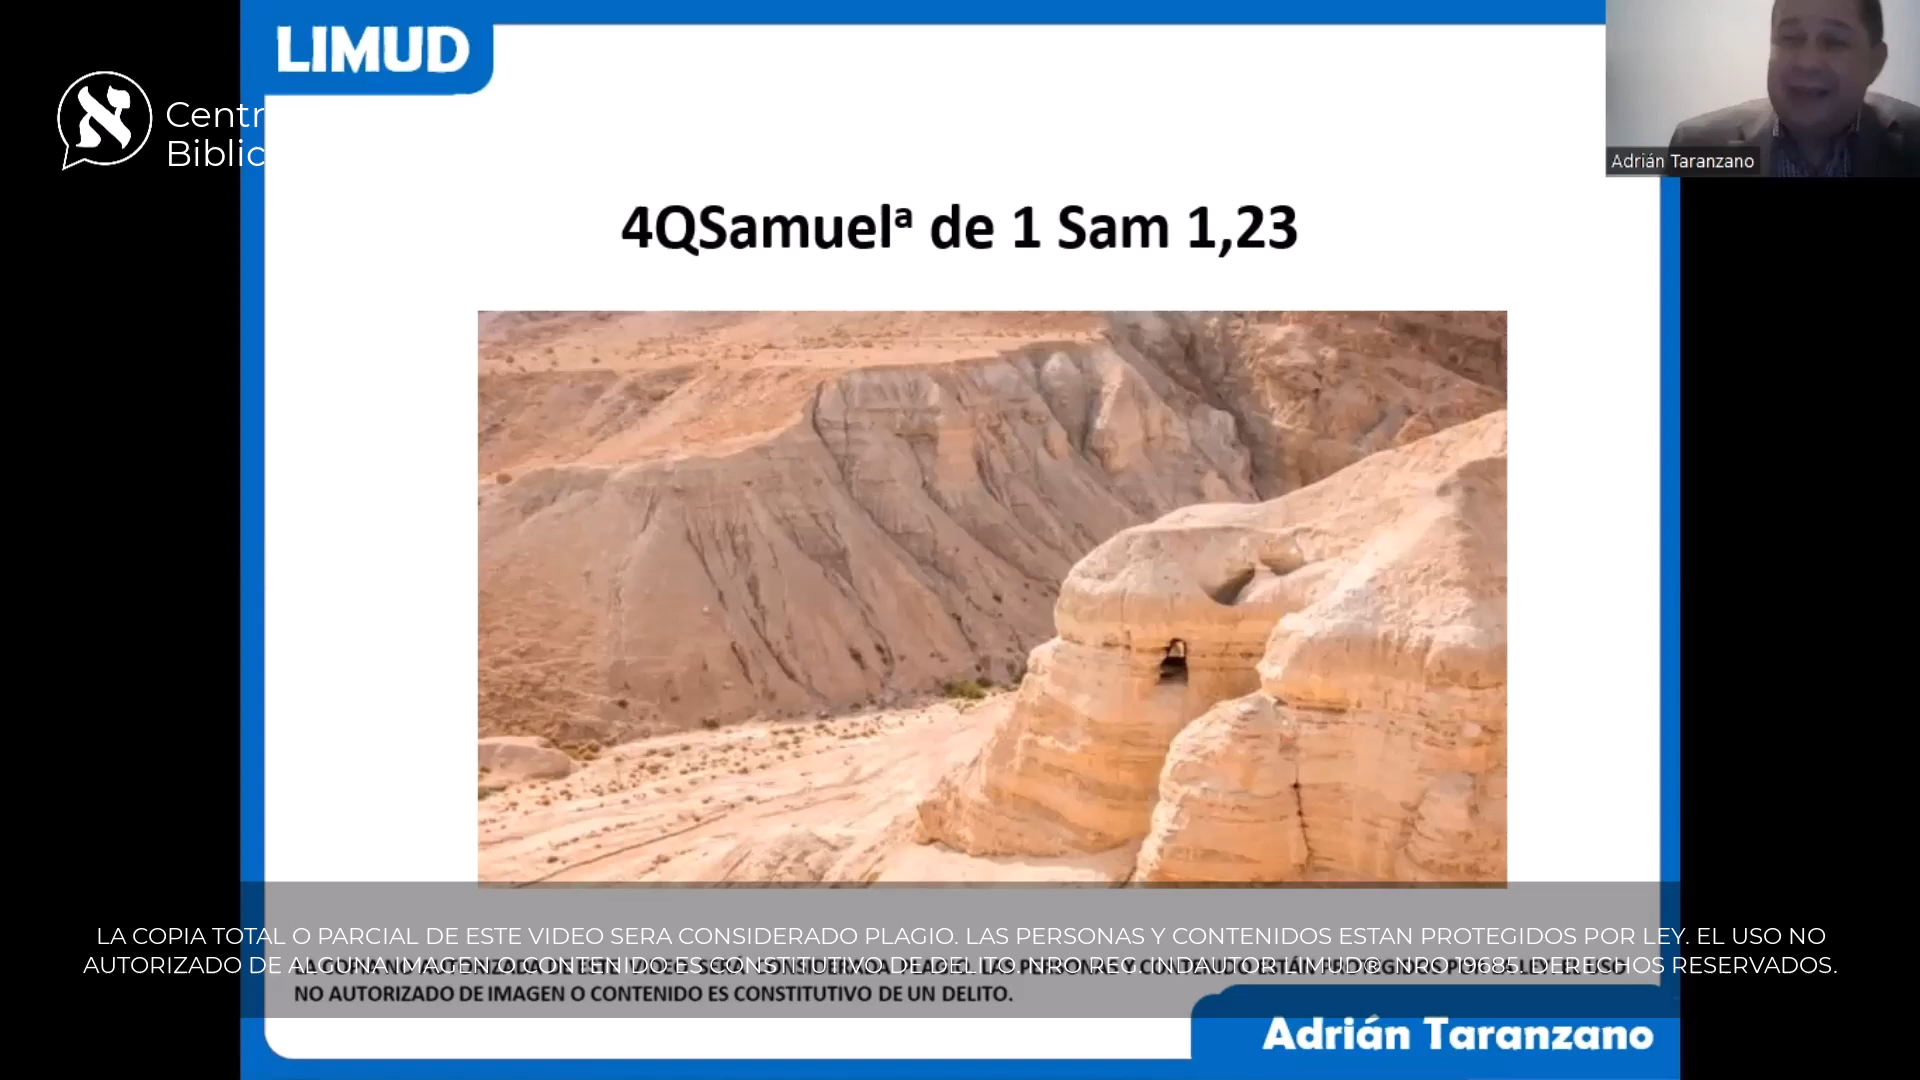 LIMUD
א
Centr
Biblic
Adrián Taranzano
4QSamuelª de 1 Sam 1,23
LA COPIA TOTAL O PARCIAL DE ESTE VIDEO SERA CONSIDERADO PLAGIO. LAS PERSONAS Y CONTENIDOS ESTAN PROTEGIDOS POR LEY. EL USO NO
AUTORIZADO DE ALGUNA IMAGEN O CONTENIDO ES CONSTITUTIVO DE DELITO. NRO REG. INDAUTOR LIMUD®: NRO 19685. DERECHOS RESERVADOS.
NO AUTORIZADO DE IMAGEN O CONTENIDO ES CONSTITUTIVO DE UN DELITO.
Adrián Taranzano